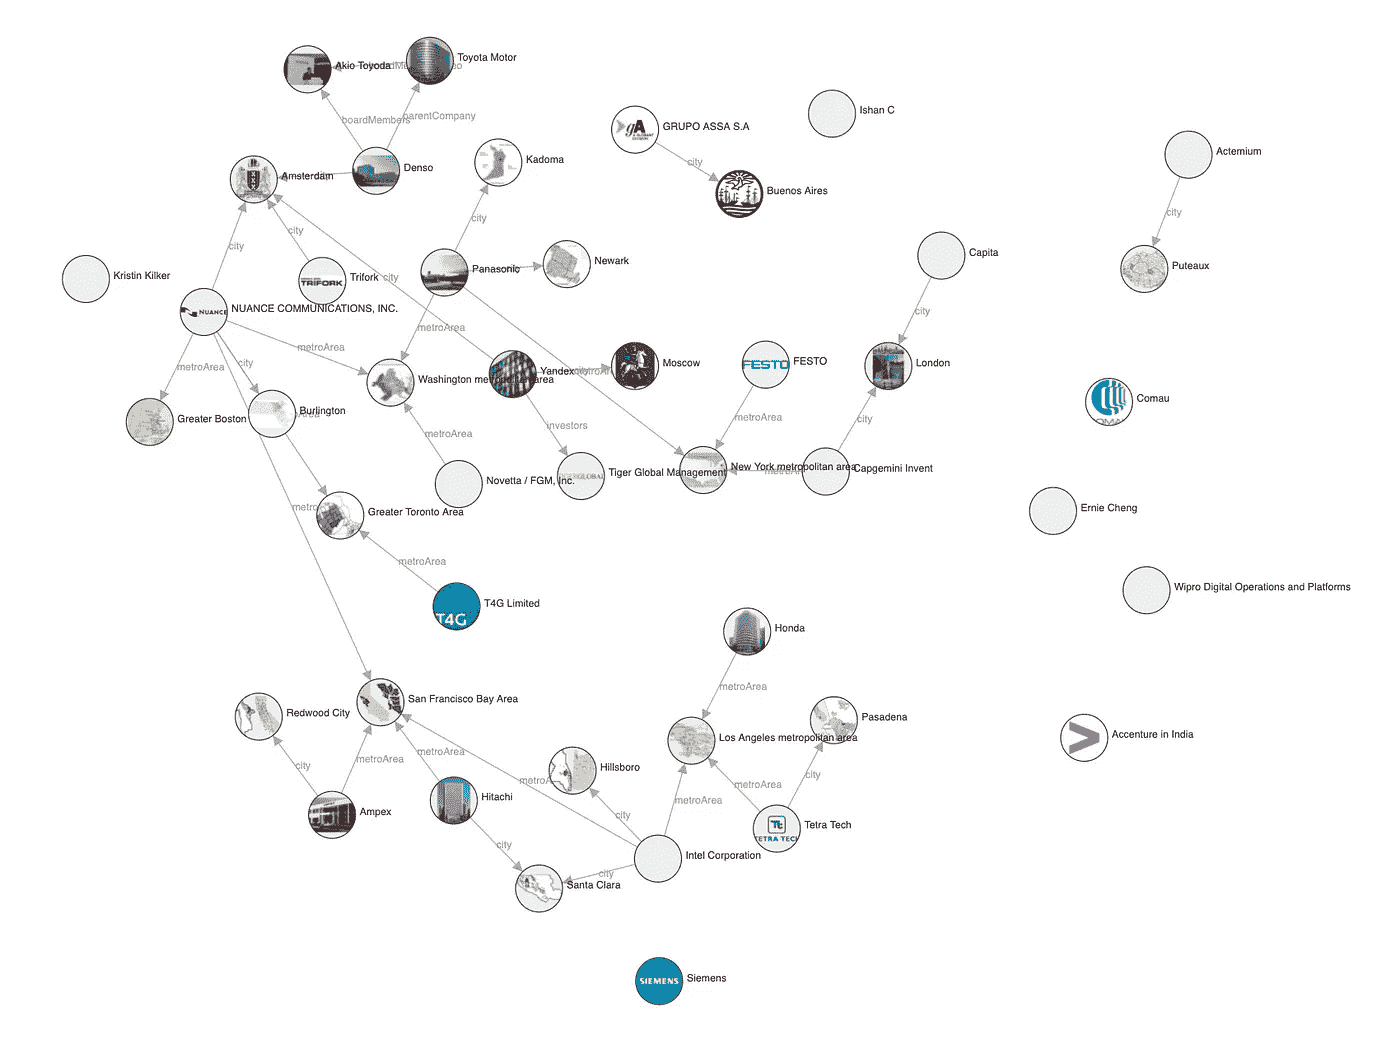 Toyota Motor
Akio Toyoda
boardMembers
parentCompany
Ishan C
GRUPO ASSA S.A
gA
city
Actemium
Kadoma
Denso
Amsterdam
Buenos Aires
city
city
city
city
Capita
Newark
Panasonic
Puteaux
Kristin Kilker
Trifork
city
TRIFORK
NUANCE
NUANCE COMMUNICATIONS, INC.
city
metroArea
metroArea
FESTO
FESTO
Moscow
London
metroArea
city
Yandex
Washington metropolitan area
Comau
Greater Boston
Burlington
metroArea
city
investors
metroArea
New York metropolitan area
Capgemini Invent
Tiger Global Management
GLOBAL
Novetta / FGM, Inc.
Greater Toronto Area
Ernie Cheng
metroArea
Wipro Digital Operations and Platforms
T4G Limited
T4G
Honda
metroArea
San Francisco Bay Area
Redwood City
Pasadena
Accenture in India
Los Angeles metropolitan area
metroArea
metroArea
city
Hillsboro
city
metroArea
metroArea
Hitachi
Ampex
city
Tetra Tech
TETRA TECH
city
Intel Corporation
city
Santa Clara
Siemens
SIEMENS